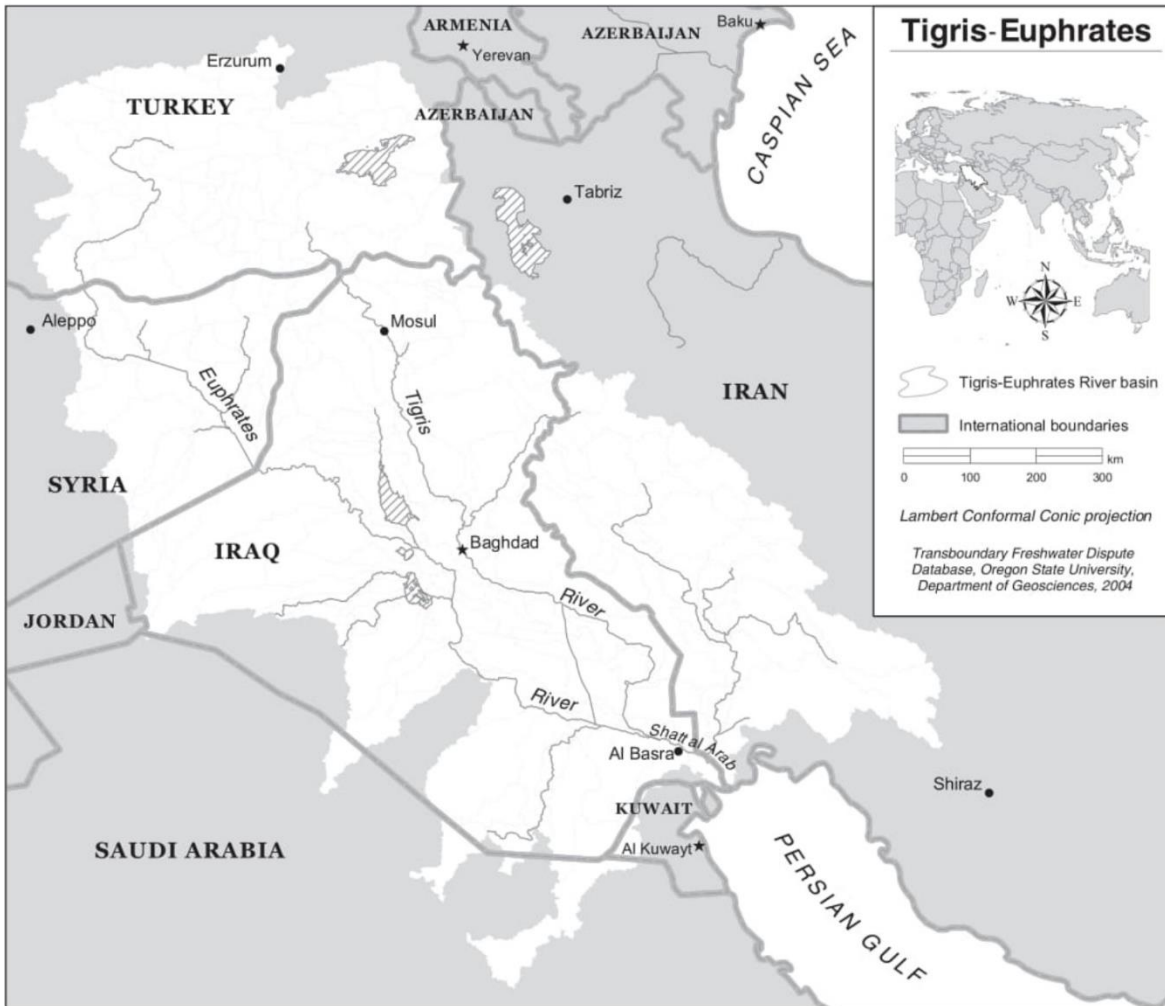 Tigris-Euphrates
ARMENIA
Yerevan
AZERBAIJAN
Baku
CASPIAN SEA
Erzurum
TURKEY
AZERBAIJAN
Tabriz
N
W
E
S
Aleppo
Mosul
Euphrates
Tigris
IRAN
Tigris-Euphrates River basin
International boundaries
km
0 100 200 300
SYRIA
Lambert Conformal Conic projection
IRAQ
Baghdad
Transboundary Freshwater Dispute
Database, Oregon State University,
Department of Geosciences, 2004
JORDAN
River
River
Shatt al Arab
Al Basra
Shiraz
KUWAIT
Al Kuwayt
SAUDI ARABIA
PERSIAN GULF